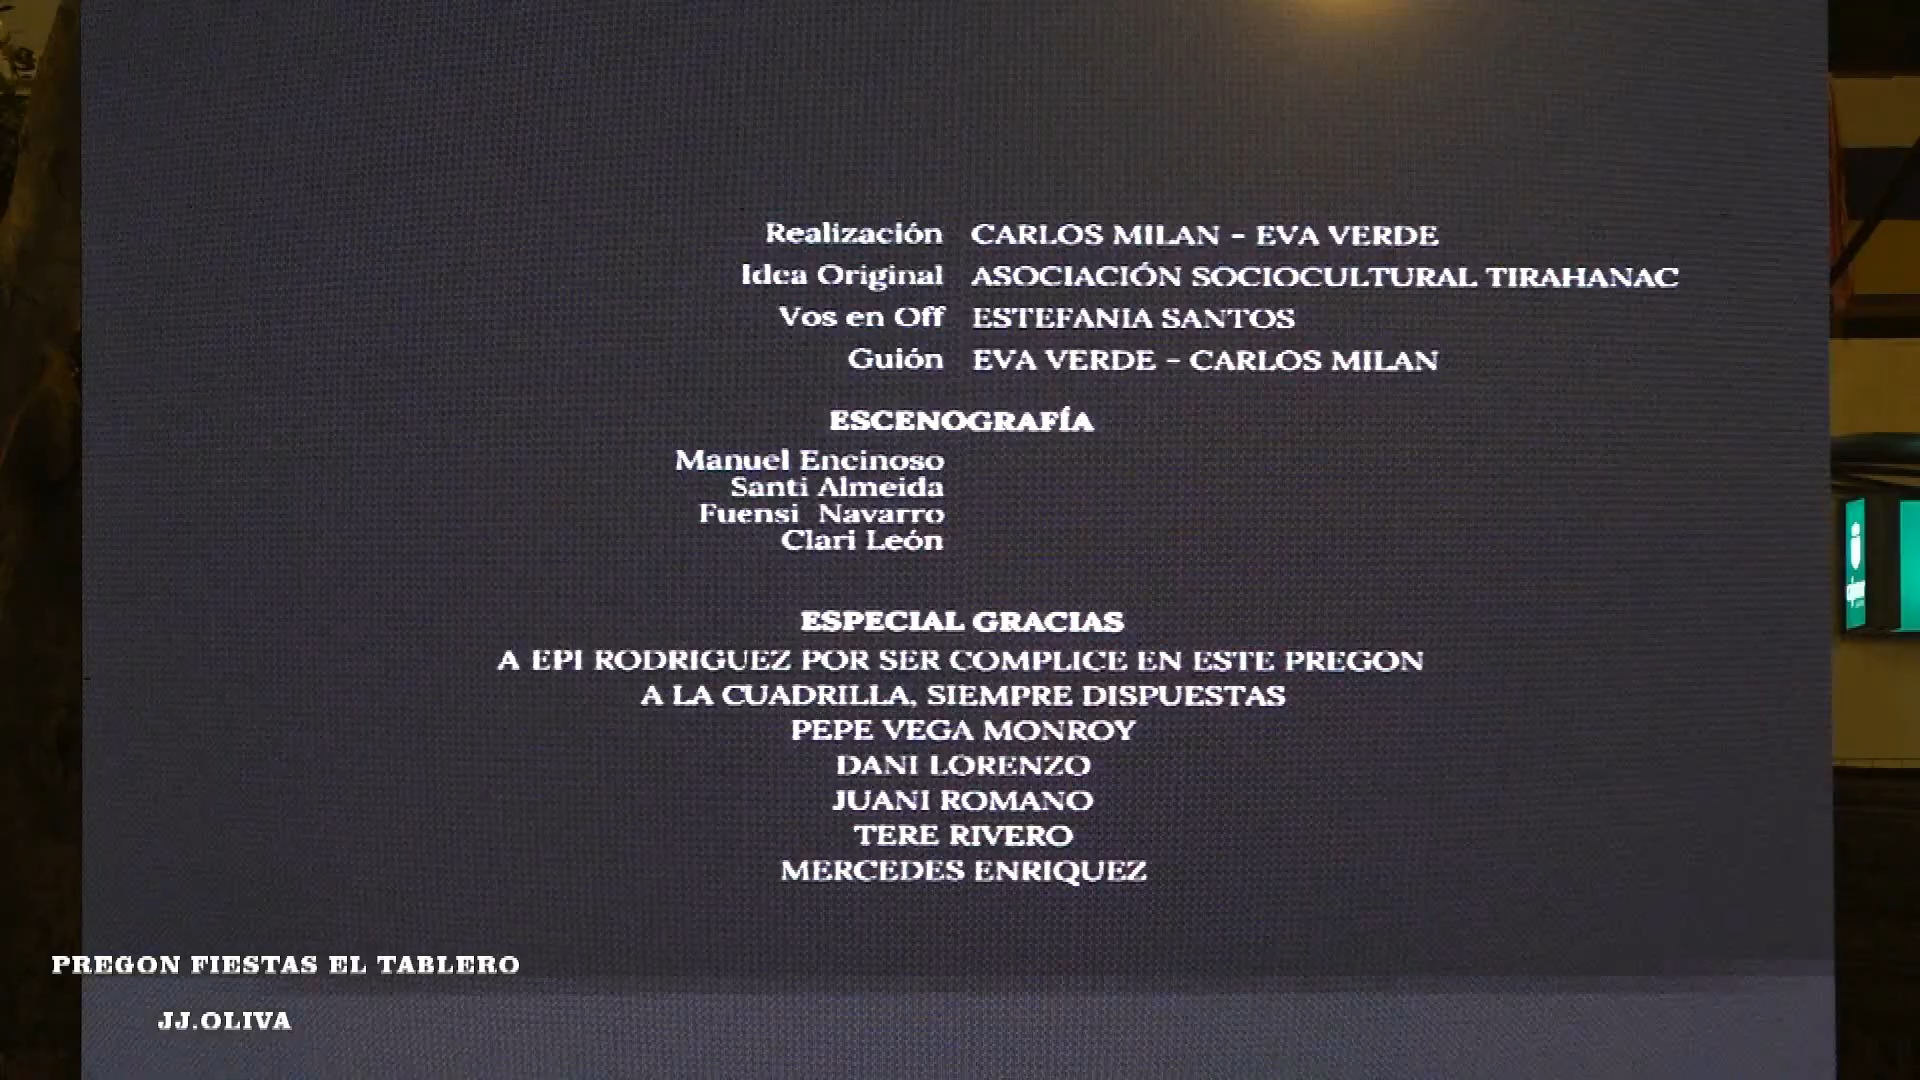 Realización CARLOS MILAN - EVA VERDE
Idea Original ASOCIACIÓN SOCIOCULTURAL TIRAHANAC
Vos en Off ESTEFANIA SANTOS
Guión EVA VERDE - CARLOS MILAN
ESCENOGRAFÍA
Manuel Encinoso
Santi Almeida
Fuensi Navarro
Clari León
ESPECIAL GRACIAS
A EPI RODRIGUEZ POR SER COMPLICE EN ESTE PREGON
A LA CUADRILLA, SIEMPRE DISPUESTAS
PEPE VEGA MONROY
DANI LORENZO
JUANI ROMANO
TERE RIVERO
MERCEDES ENRIQUEZ
PREGON FIESTAS EL TABLERO
JJ.OLIVA